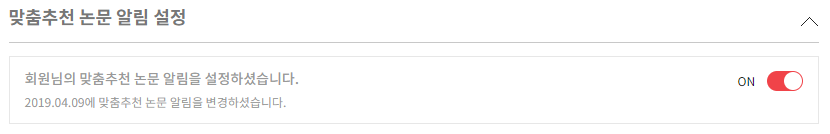 맞춤추천 논문 알림 설정
회원님의 맞춤추천 논문 알림을 설정하셨습니다.
ON
2019.04.09에 맞춤추천 논문 알림을 변경하셨습니다.